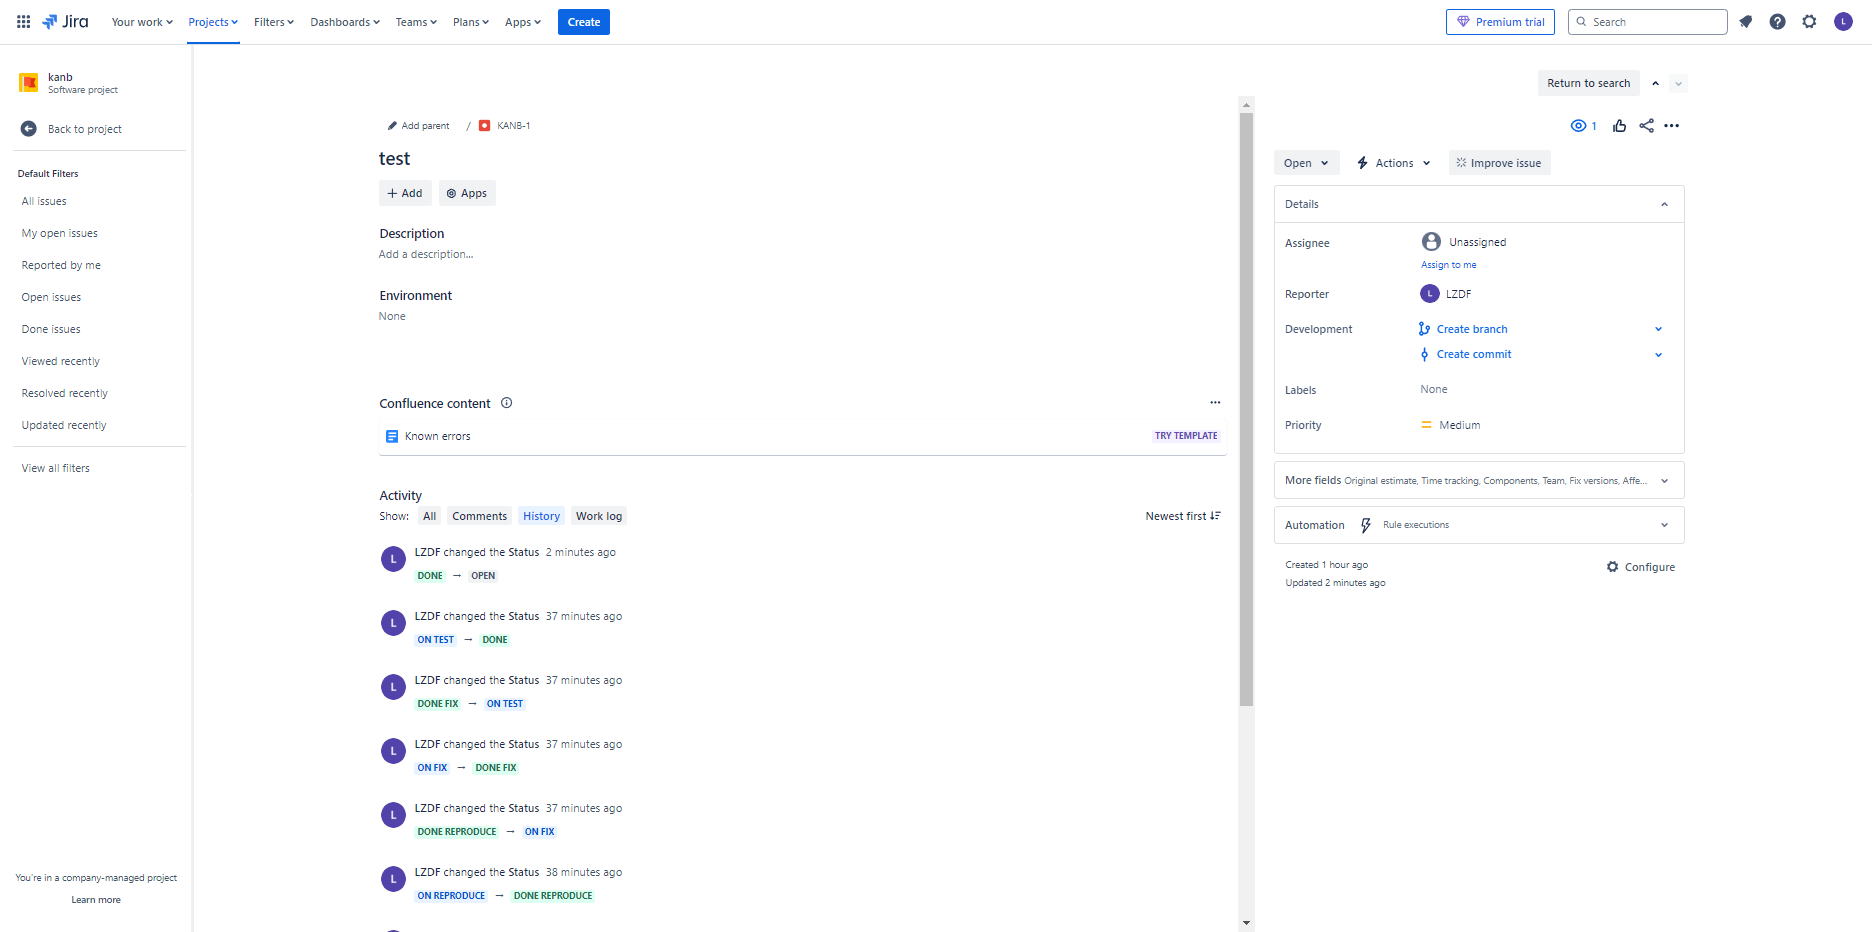 Jira Your work Projects Filters Dashboards Teams Plans Apps Create Premium trial Search L
kanb
Software project
Back to project
Default Filters
All issues
My open issues
Reported by me
Open issues
Done issues
Viewed recently
Resolved recently
Updated recently
View all filters
You're in a company-managed project
Learn more
Return to search
Add parent / KANB-1
1
test
+ Add Apps
Description
Add a description...
Environment
None
Confluence content
Known errors TRY TEMPLATE
Activity
Show: All Comments History Work log Newest first
L LZDF changed the Status 2 minutes ago
DONE → OPEN
L LZDF changed the Status 37 minutes ago
ON TEST → DONE
L LZDF changed the Status 37 minutes ago
DONE FIX → ON TEST
L LZDF changed the Status 37 minutes ago
ON FIX → DONE FIX
L LZDF changed the Status 37 minutes ago
DONE REPRODUCE → ON FIX
L LZDF changed the Status 38 minutes ago
ON REPRODUCE → DONE REPRODUCE
Open Actions Improve issue
Details
Assignee Unassigned
Assign to me
Reporter L LZDF
Development Create branch
Create commit
Labels None
Priority Medium
More fields Original estimate, Time tracking, Components, Team, Fix versions, Affe...
Automation Rule executions
Created 1 hour ago
Updated 2 minutes ago
Configure